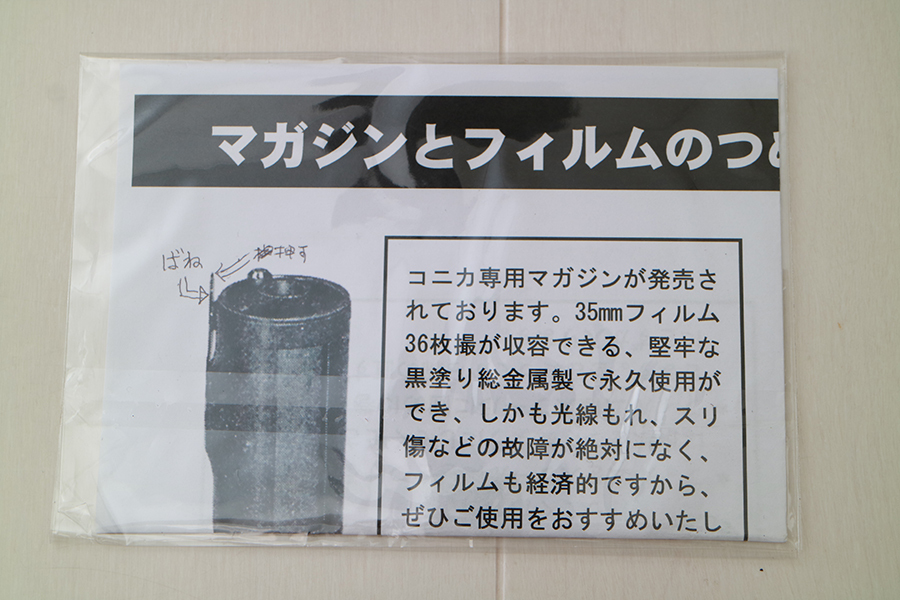 マガジンとフィルムのつ
ばね
押す
コニカ専用マガジンが発売さ
れております。35mmフィルム
36枚撮が収容できる、堅牢な
黒塗り総金属製で永久使用が
でき、しかも光線もれ、スリ
傷などの故障が絶対になく、
フィルムも経済的ですから、
ぜひご使用をおすすめいたし